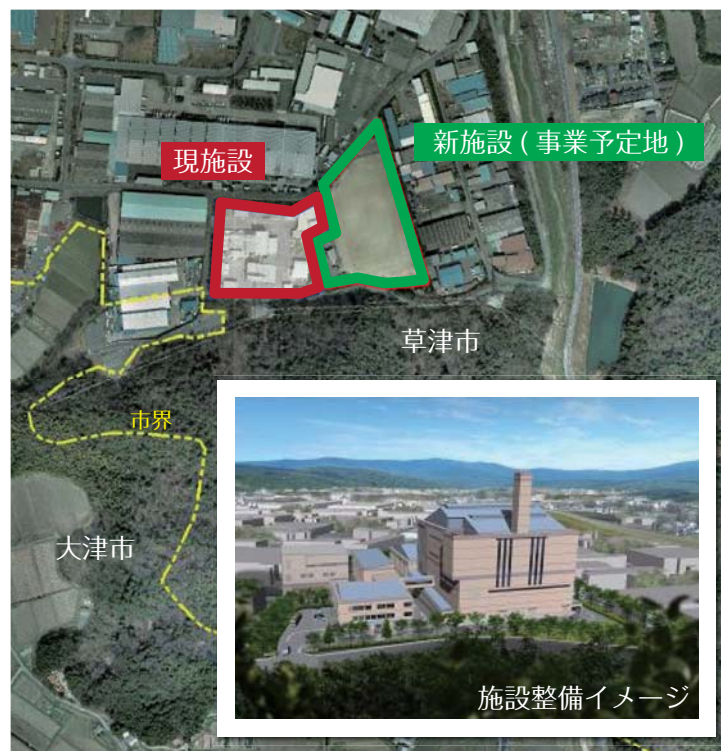 新施設 ( 事業予定地 )
現施設
草津市
市界
大津市
施設整備イメージ